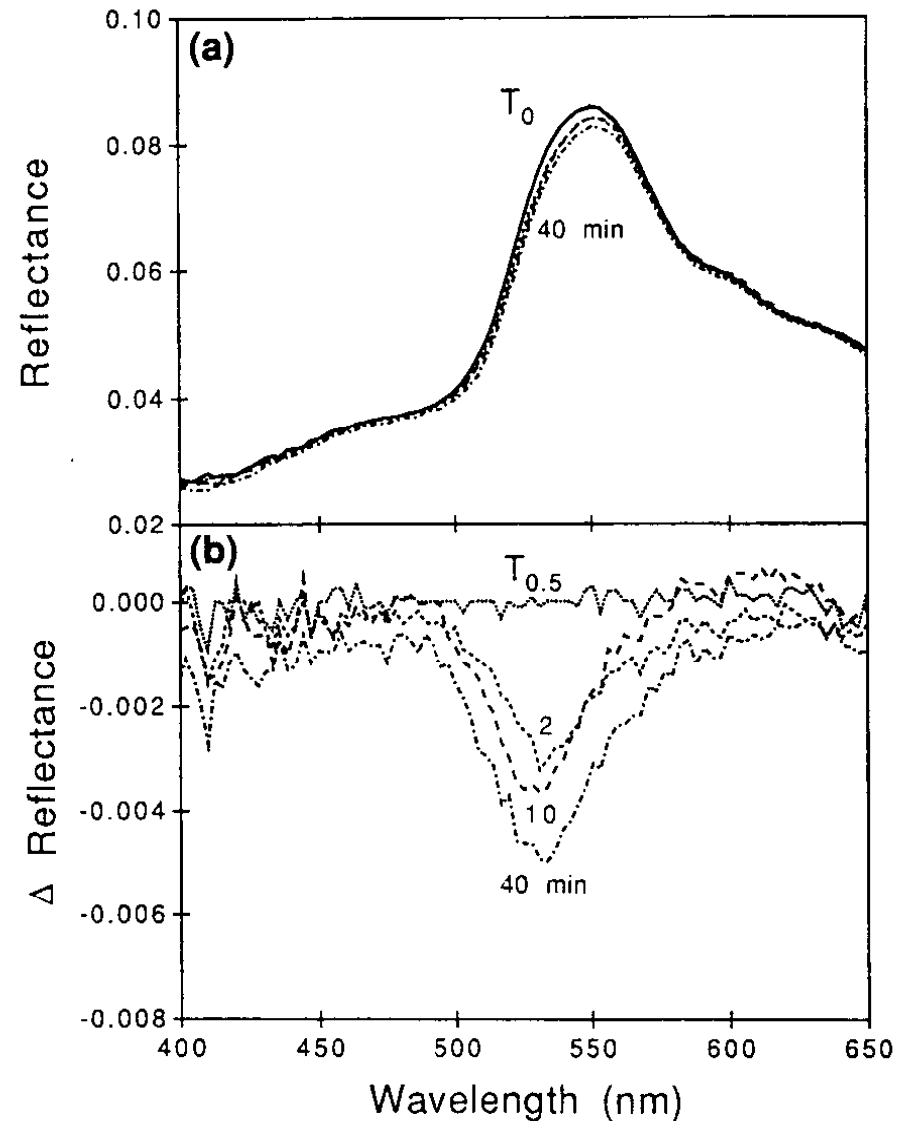 (a)
0.10
0.08
0.06
0.04
0.02
Reflectance
T0
40 min
(b)
0.000
-0.002
-0.004
-0.006
-0.008
Δ Reflectance
T0.5
2
10
40 min
400 450 500 550 600 650
Wavelength (nm)